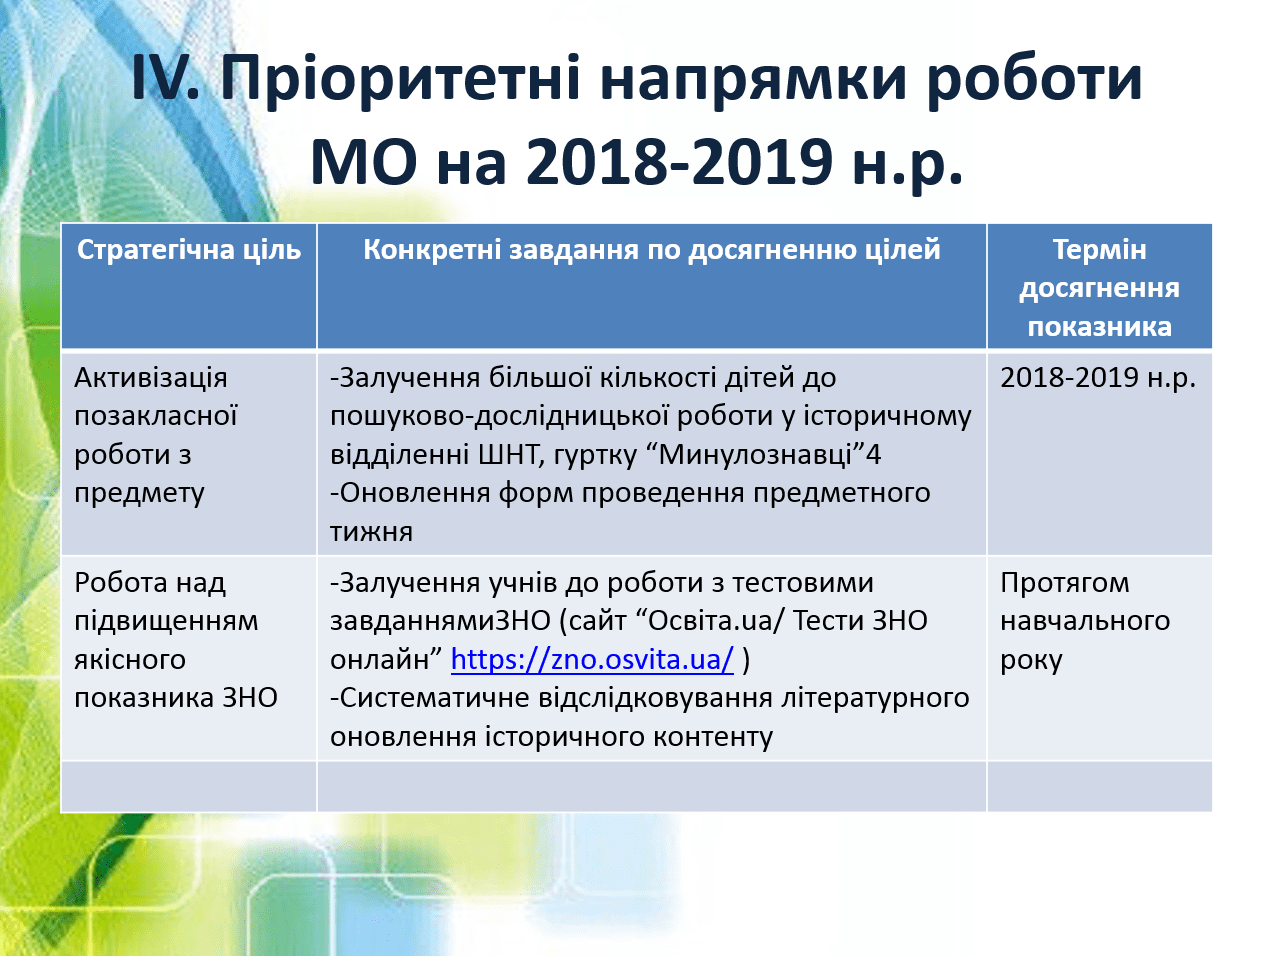 IV. Пріоритетні напрямки роботи
МО на 2018-2019 н.р.
Стратегічна ціль
Конкретні завдання по досягненню цілей
Термін
досягнення
показника
Активізація
позакласної
роботи з
предмету
-Залучення більшої кількості дітей до
пошуково-дослідницької роботи у історичному
відділенні ШНТ, гуртку “Минулознавці”4
-Оновлення форм проведення предметного
тижня
2018-2019 н.р.
Робота над
підвищенням
якісного
показника ЗНО
-Залучення учнів до роботи з тестовими
завданнямиЗНО (сайт “Освіта.ua/ Тести ЗНО
онлайн” https://zno.osvita.ua/ )
-Систематичне відслідковування літературного
оновлення історичного контенту
Протягом
навчального
року